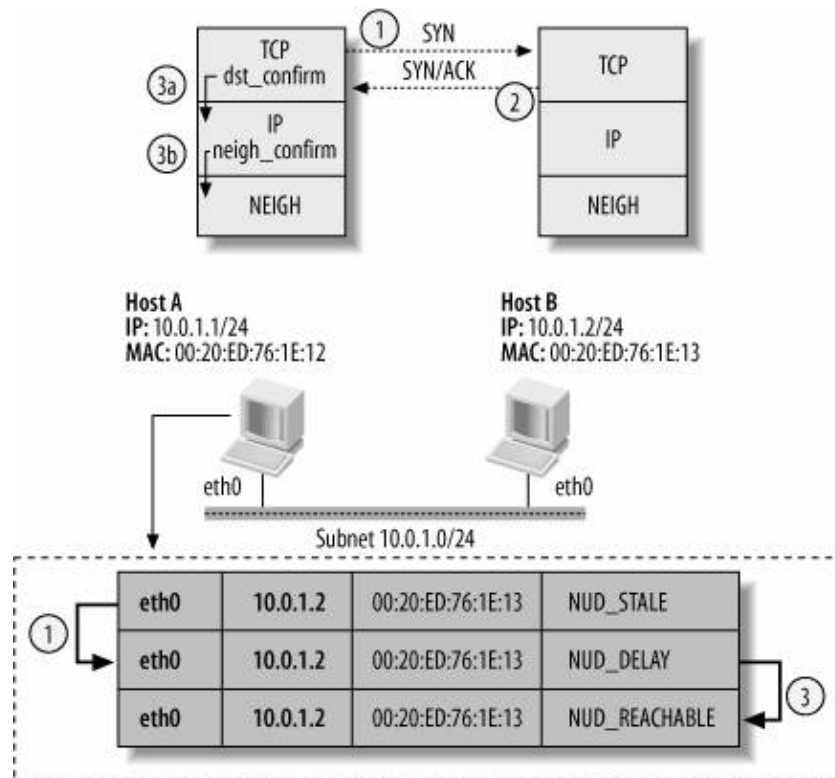 1 SYN
TCP
dst_confirm
SYN/ACK
TCP
3a
2
IP
neigh_confirm
IP
3b
NEIGH
NEIGH
Host A
IP: 10.0.1.1/24
MAC: 00:20:ED:76:1E:12
Host B
IP: 10.0.1.2/24
MAC: 00:20:ED:76:1E:13
eth0
eth0
Subnet 10.0.1.0/24
eth0 10.0.1.2 00:20:ED:76:1E:13 NUD_STALE
1
eth0 10.0.1.2 00:20:ED:76:1E:13 NUD_DELAY
3
eth0 10.0.1.2 00:20:ED:76:1E:13 NUD_REACHABLE